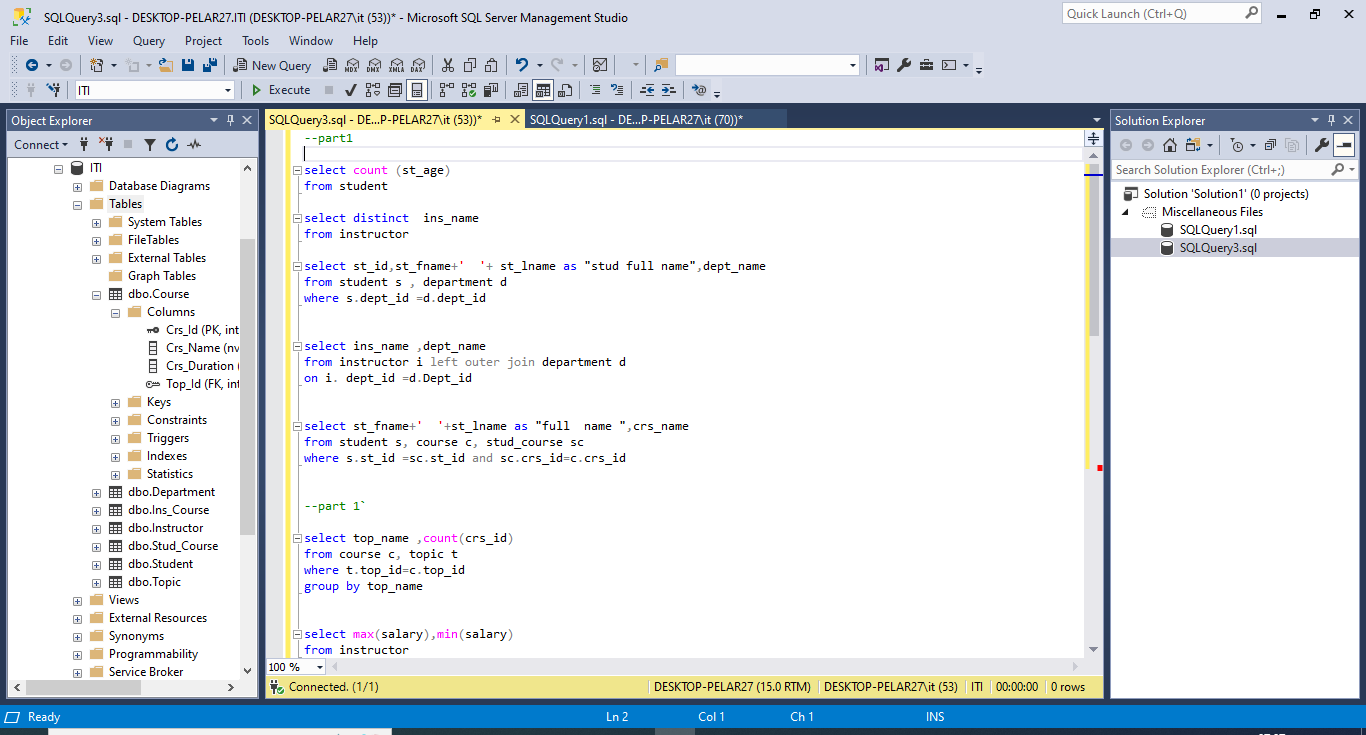 SQLQuery3.sql - DESKTOP-PELAR27.ITI (DESKTOP-PELAR27\it (53))* - Microsoft SQL Server Management Studio
Quick Launch (Ctrl+Q)
File Edit View Query Project Tools Window Help
New Query MDX DMX XMLA DAX
ITI Execute
Object Explorer
Connect
ITI
Database Diagrams
Tables
System Tables
FileTables
External Tables
Graph Tables
dbo.Course
Columns
Crs_Id (PK, int
Crs_Name (nv
Crs_Duration (
Top_Id (FK, int
Keys
Constraints
Triggers
Indexes
Statistics
dbo.Department
dbo.Ins_Course
dbo.Instructor
dbo.Stud_Course
dbo.Student
dbo.Topic
Views
External Resources
Synonyms
Programmability
Service Broker
SQLQuery3.sql - DE...P-PELAR27\it (53))* SQLQuery1.sql - DE...P-PELAR27\it (70))*
--part1
select count (st_age)
from student
select distinct  ins_name
from instructor
select st_id,st_fname+'  '+ st_lname as "stud full name",dept_name
from student s , department d
where s.dept_id =d.dept_id
select ins_name ,dept_name
from instructor i left outer join department d
on i. dept_id =d.Dept_id
select st_fname+'  '+st_lname as "full  name ",crs_name
from student s, course c, stud_course sc
where s.st_id =sc.st_id and sc.crs_id=c.crs_id
--part 1`
select top_name ,count(crs_id)
from course c, topic t
where t.top_id=c.top_id
group by top_name
select max(salary),min(salary)
from instructor
100 %
Connected. (1/1) DESKTOP-PELAR27 (15.0 RTM) DESKTOP-PELAR27\it (53) ITI 00:00:00 0 rows
Solution Explorer
Search Solution Explorer (Ctrl+;)
Solution 'Solution1' (0 projects)
Miscellaneous Files
SQLQuery1.sql
SQLQuery3.sql
Ready Ln 2 Col 1 Ch 1 INS